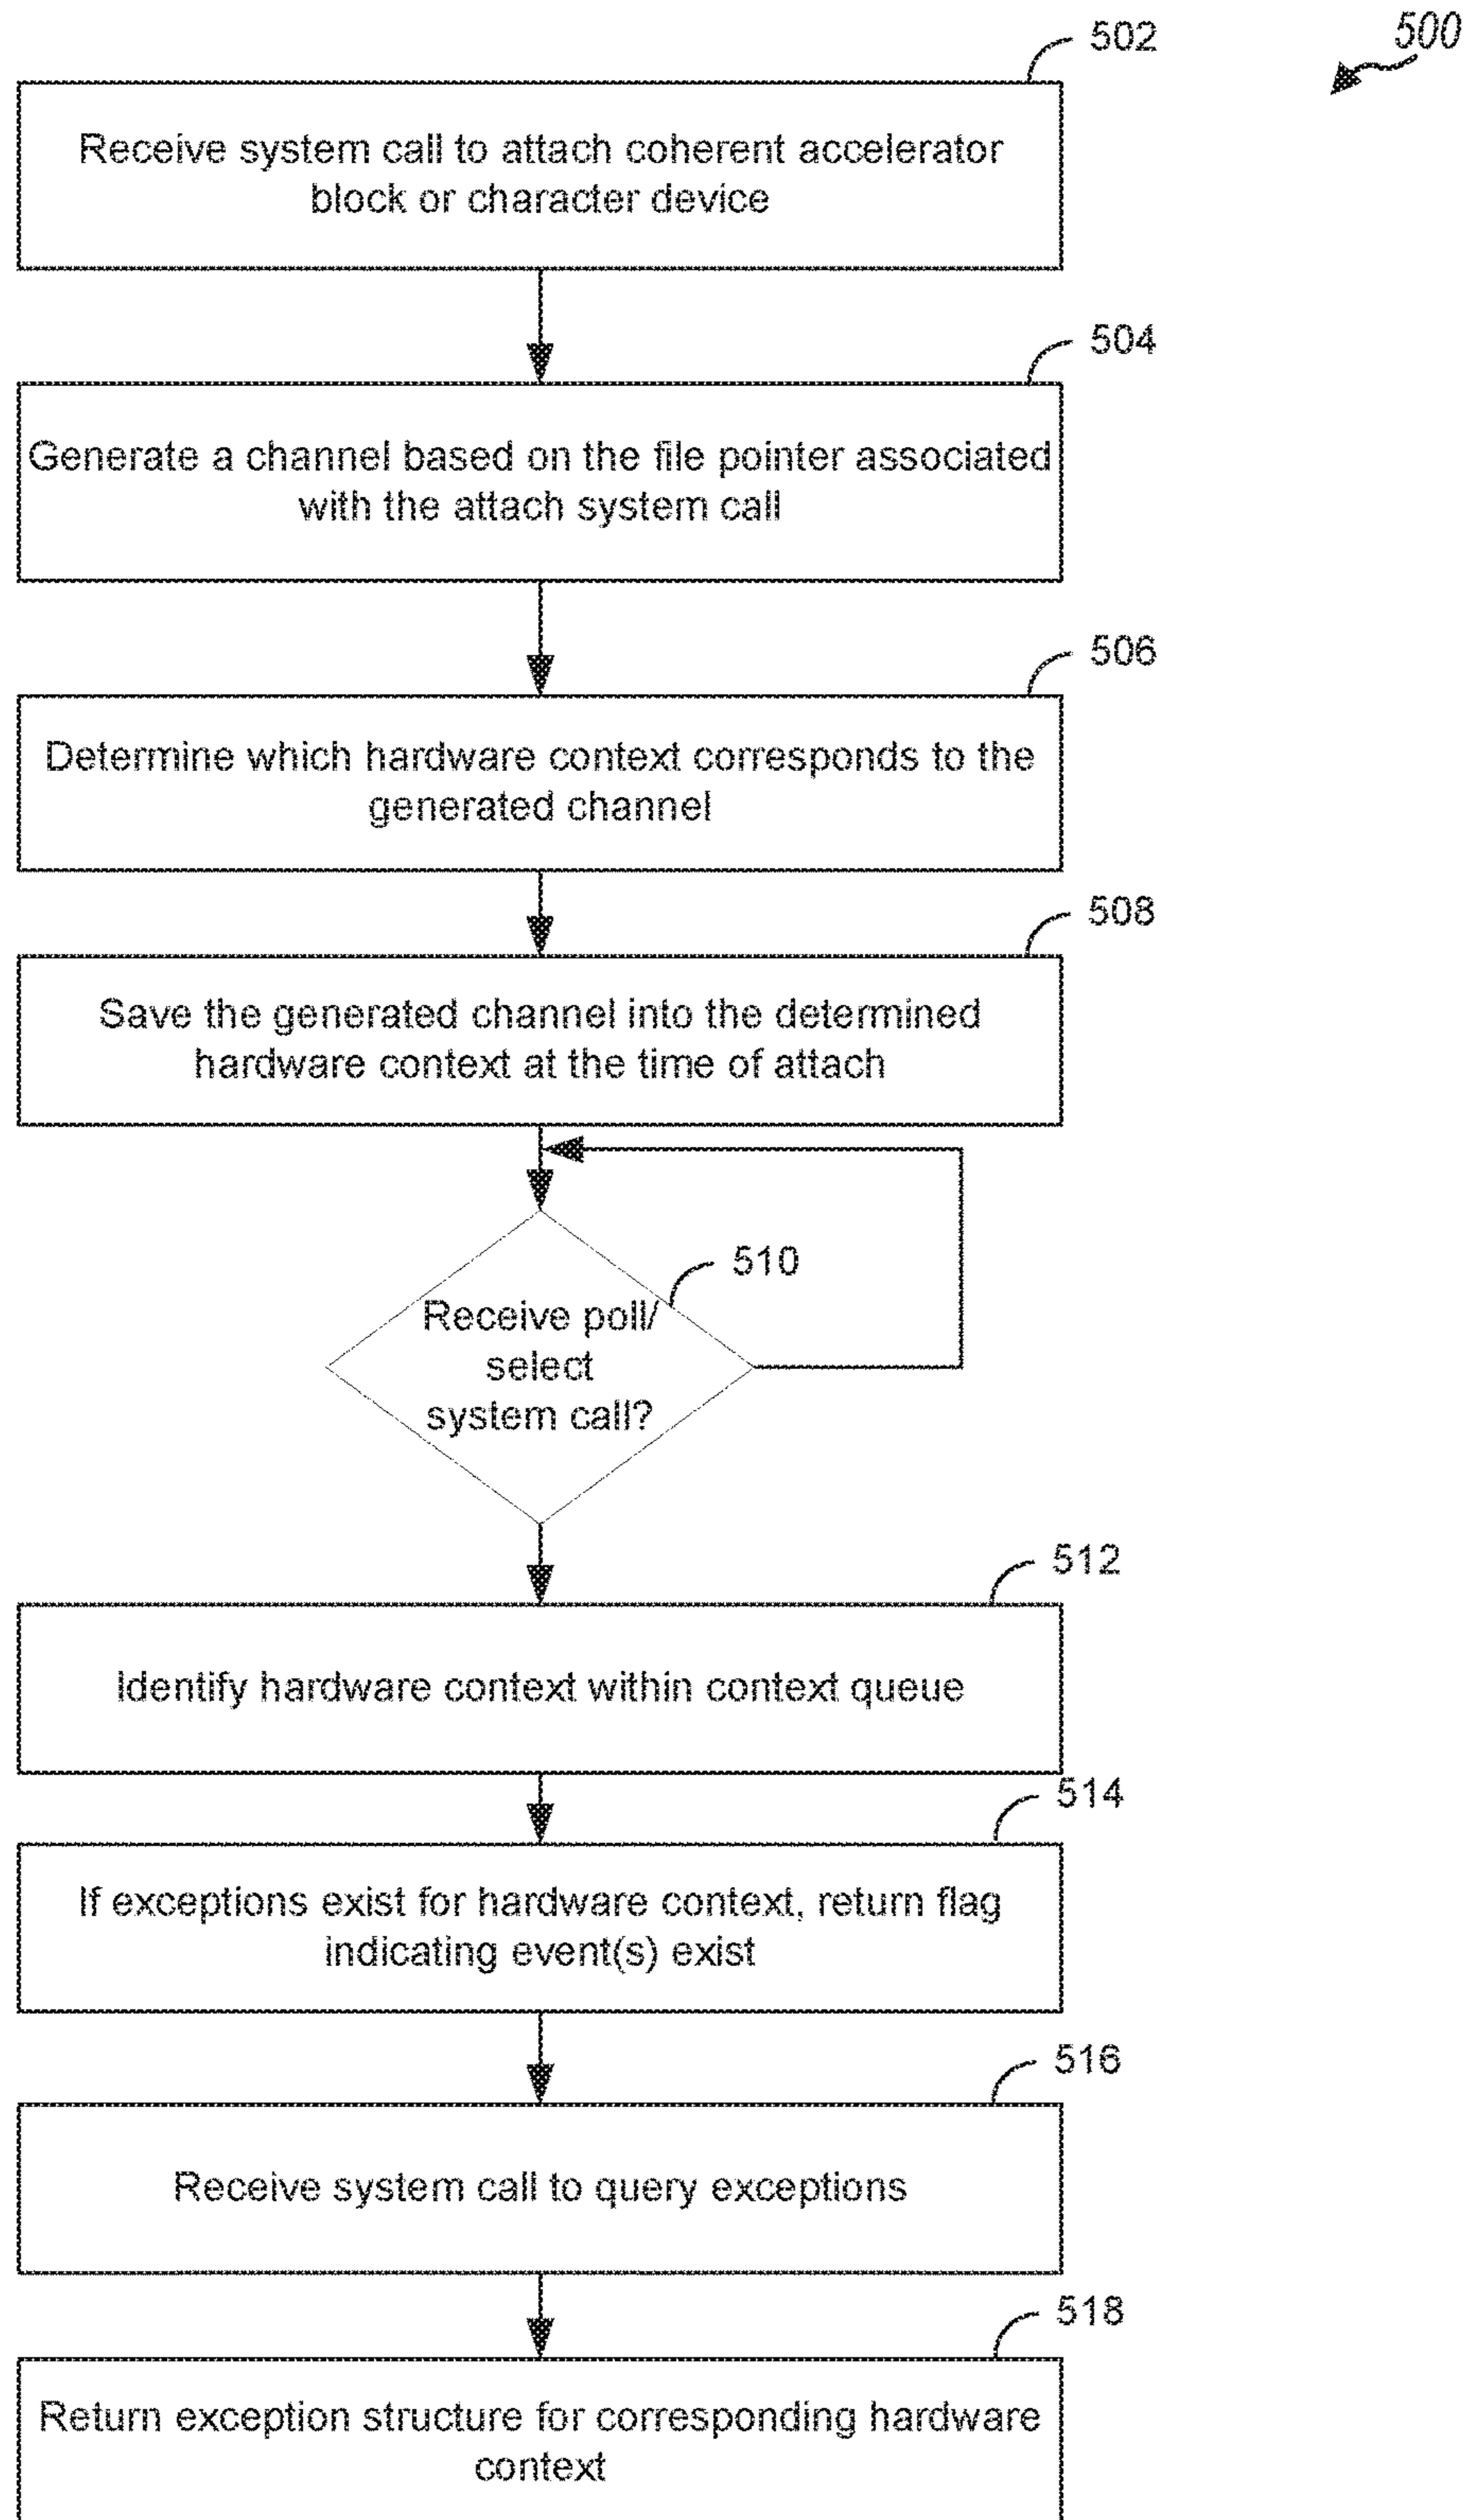 500
502
Receive system call to attach coherent accelerator
block or character device
504
Generate a channel based on the file pointer associated
with the attach system call
506
Determine which hardware context corresponds to the
generated channel
508
Save the generated channel into the determined
hardware context at the time of attach
510
Receive poll/
select
system call?
512
Identify hardware context within context queue
514
If exceptions exist for hardware context, return flag
indicating event(s) exist
516
Receive system call to query exceptions
518
Return exception structure for corresponding hardware
context